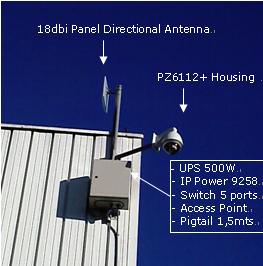 18dbi Panel Directional Antenna
PZ6112+ Housing
- UPS 500W
- IP Power 9258
- Switch 5 ports
- Access Point
- Pigtail 1,5mts